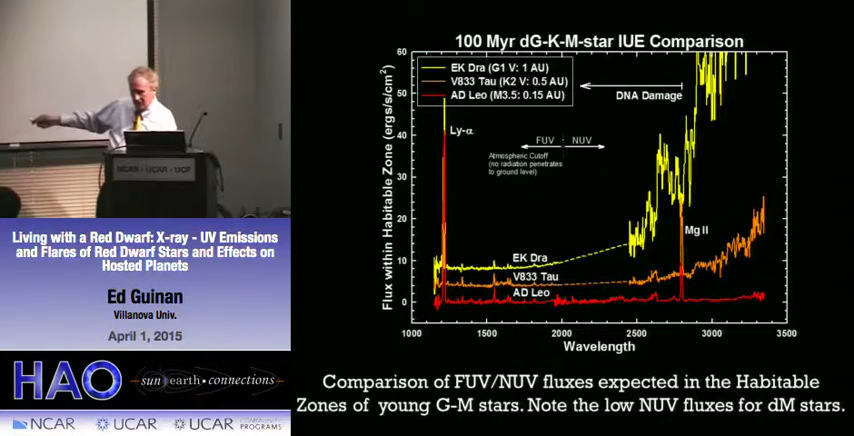 NCAR · UCAR · UCP
Living with a Red Dwarf: X-ray - UV Emissions
and Flares of Red Dwarf Stars and Effects on
Hosted Planets
Ed Guinan
Villanova Univ.
April 1, 2015
HAO
sun earth • connections
NCAR
UCAR
UCAR
PROGRAMS
100 Myr dG-K-M-star IUE Comparison
EK Dra (G1 V: 1 AU)
V833 Tau (K2 V: 0.5 AU)
AD Leo (M3.5: 0.15 AU)
DNA Damage
Ly-α
FUV
NUV
Atmospheric Cutoff
(no radiation penetrates
to ground level)
Mg II
EK Dra
V833 Tau
AD Leo
Flux within Habitable Zone (ergs/s/cm²)
60
50
40
30
20
10
0
1000
1500
2000
2500
3000
3500
Wavelength
Comparison of FUV/NUV fluxes expected in the Habitable
Zones of young G-M stars. Note the low NUV fluxes for dM stars.